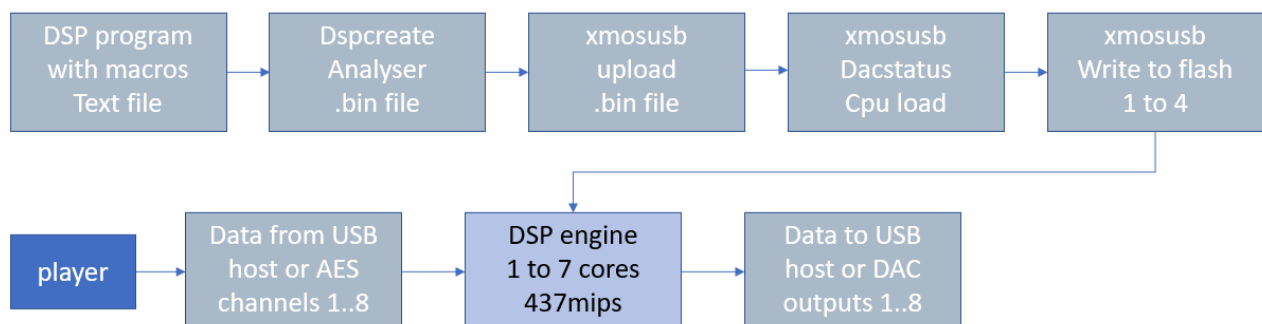 DSP program
with macros
Text file
Dspcreate
Analyser
.bin file
xmosusb
upload
.bin file
xmosusb
Dacstatus
Cpu load
xmosusb
Write to flash
1 to 4
player
Data from USB
host or AES
channels 1..8
DSP engine
1 to 7 cores
437mips
Data to USB
host or DAC
outputs 1..8